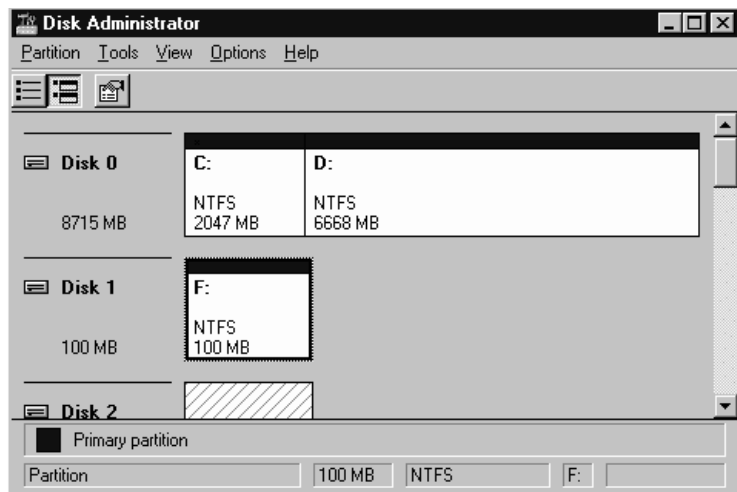 Disk Administrator
Partition Tools View Options Help
Disk 0
8715 MB
C:
NTFS
2047 MB
D:
NTFS
6668 MB
Disk 1
100 MB
F:
NTFS
100 MB
Disk 2
Primary partition
Partition 100 MB NTFS F: